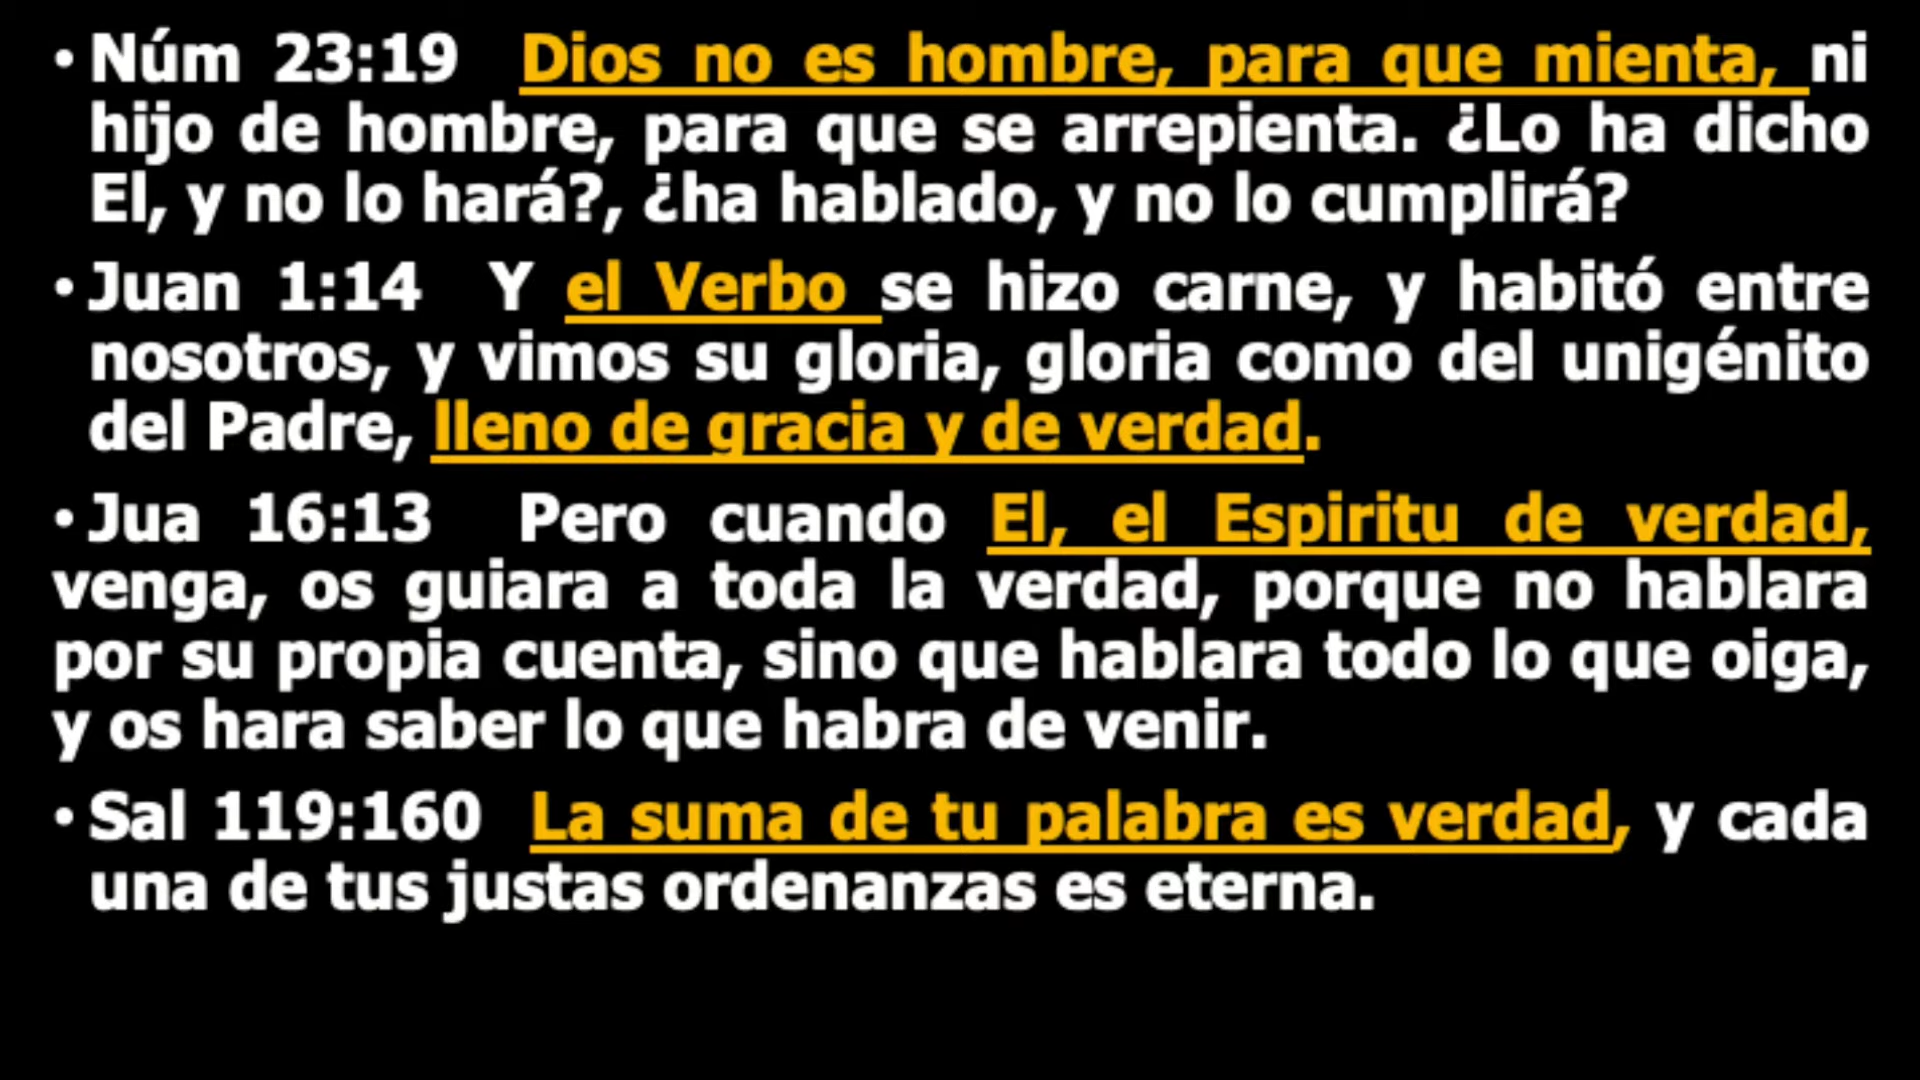 • Núm 23:19 Dios no es hombre, para que mienta, ni
hijo de hombre, para que se arrepienta. ¿Lo ha dicho
El, y no lo hará?, ¿ha hablado, y no lo cumplirá?
• Juan 1:14 Y el Verbo se hizo carne, y habitó entre
nosotros, y vimos su gloria, gloria como del unigénito
del Padre, lleno de gracia y de verdad.
• Jua 16:13 Pero cuando El, el Espiritu de verdad,
venga, os guiara a toda la verdad, porque no hablara
por su propia cuenta, sino que hablara todo lo que oiga,
y os hara saber lo que habra de venir.
• Sal 119:160 La suma de tu palabra es verdad, y cada
una de tus justas ordenanzas es eterna.